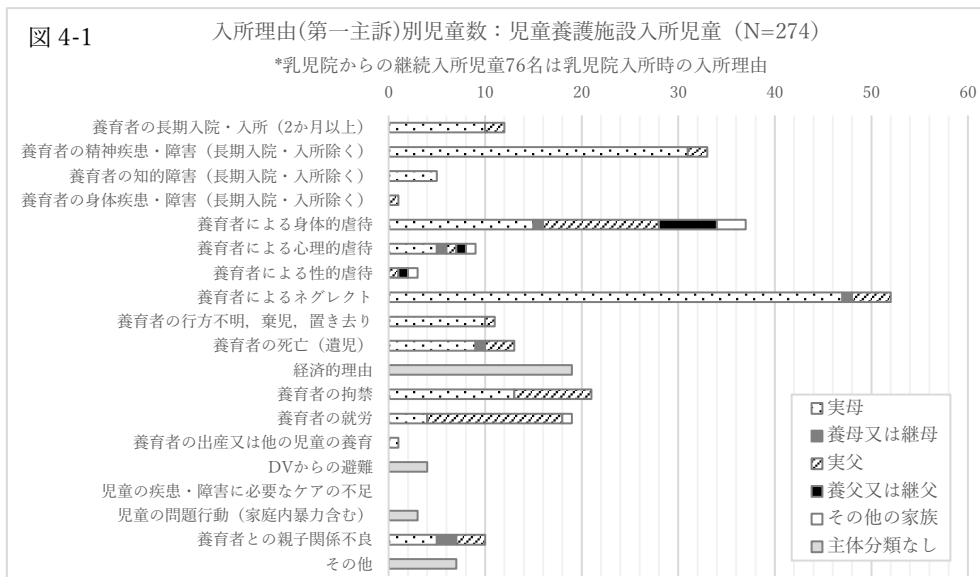 図 4-1
入所理由(第一主訴)別児童数：児童養護施設入所児童（N=274）
*乳児院からの継続入所児童76名は乳児院入所時の入所理由
0 10 20 30 40 50 60
養育者の長期入院・入所（2か月以上）
養育者の精神疾患・障害（長期入院・入所除く）
養育者の知的障害（長期入院・入所除く）
養育者の身体疾患・障害（長期入院・入所除く）
養育者による身体的虐待
養育者による心理的虐待
養育者による性的虐待
養育者によるネグレクト
養育者の行方不明，棄児，置き去り
養育者の死亡（遺児）
経済的理由
養育者の拘禁
養育者の就労
養育者の出産又は他の児童の養育
DVからの避難
児童の疾患・障害に必要なケアの不足
児童の問題行動（家庭内暴力含む）
養育者との親子関係不良
その他
実母
養母又は継母
実父
養父又は継父
その他の家族
主体分類なし